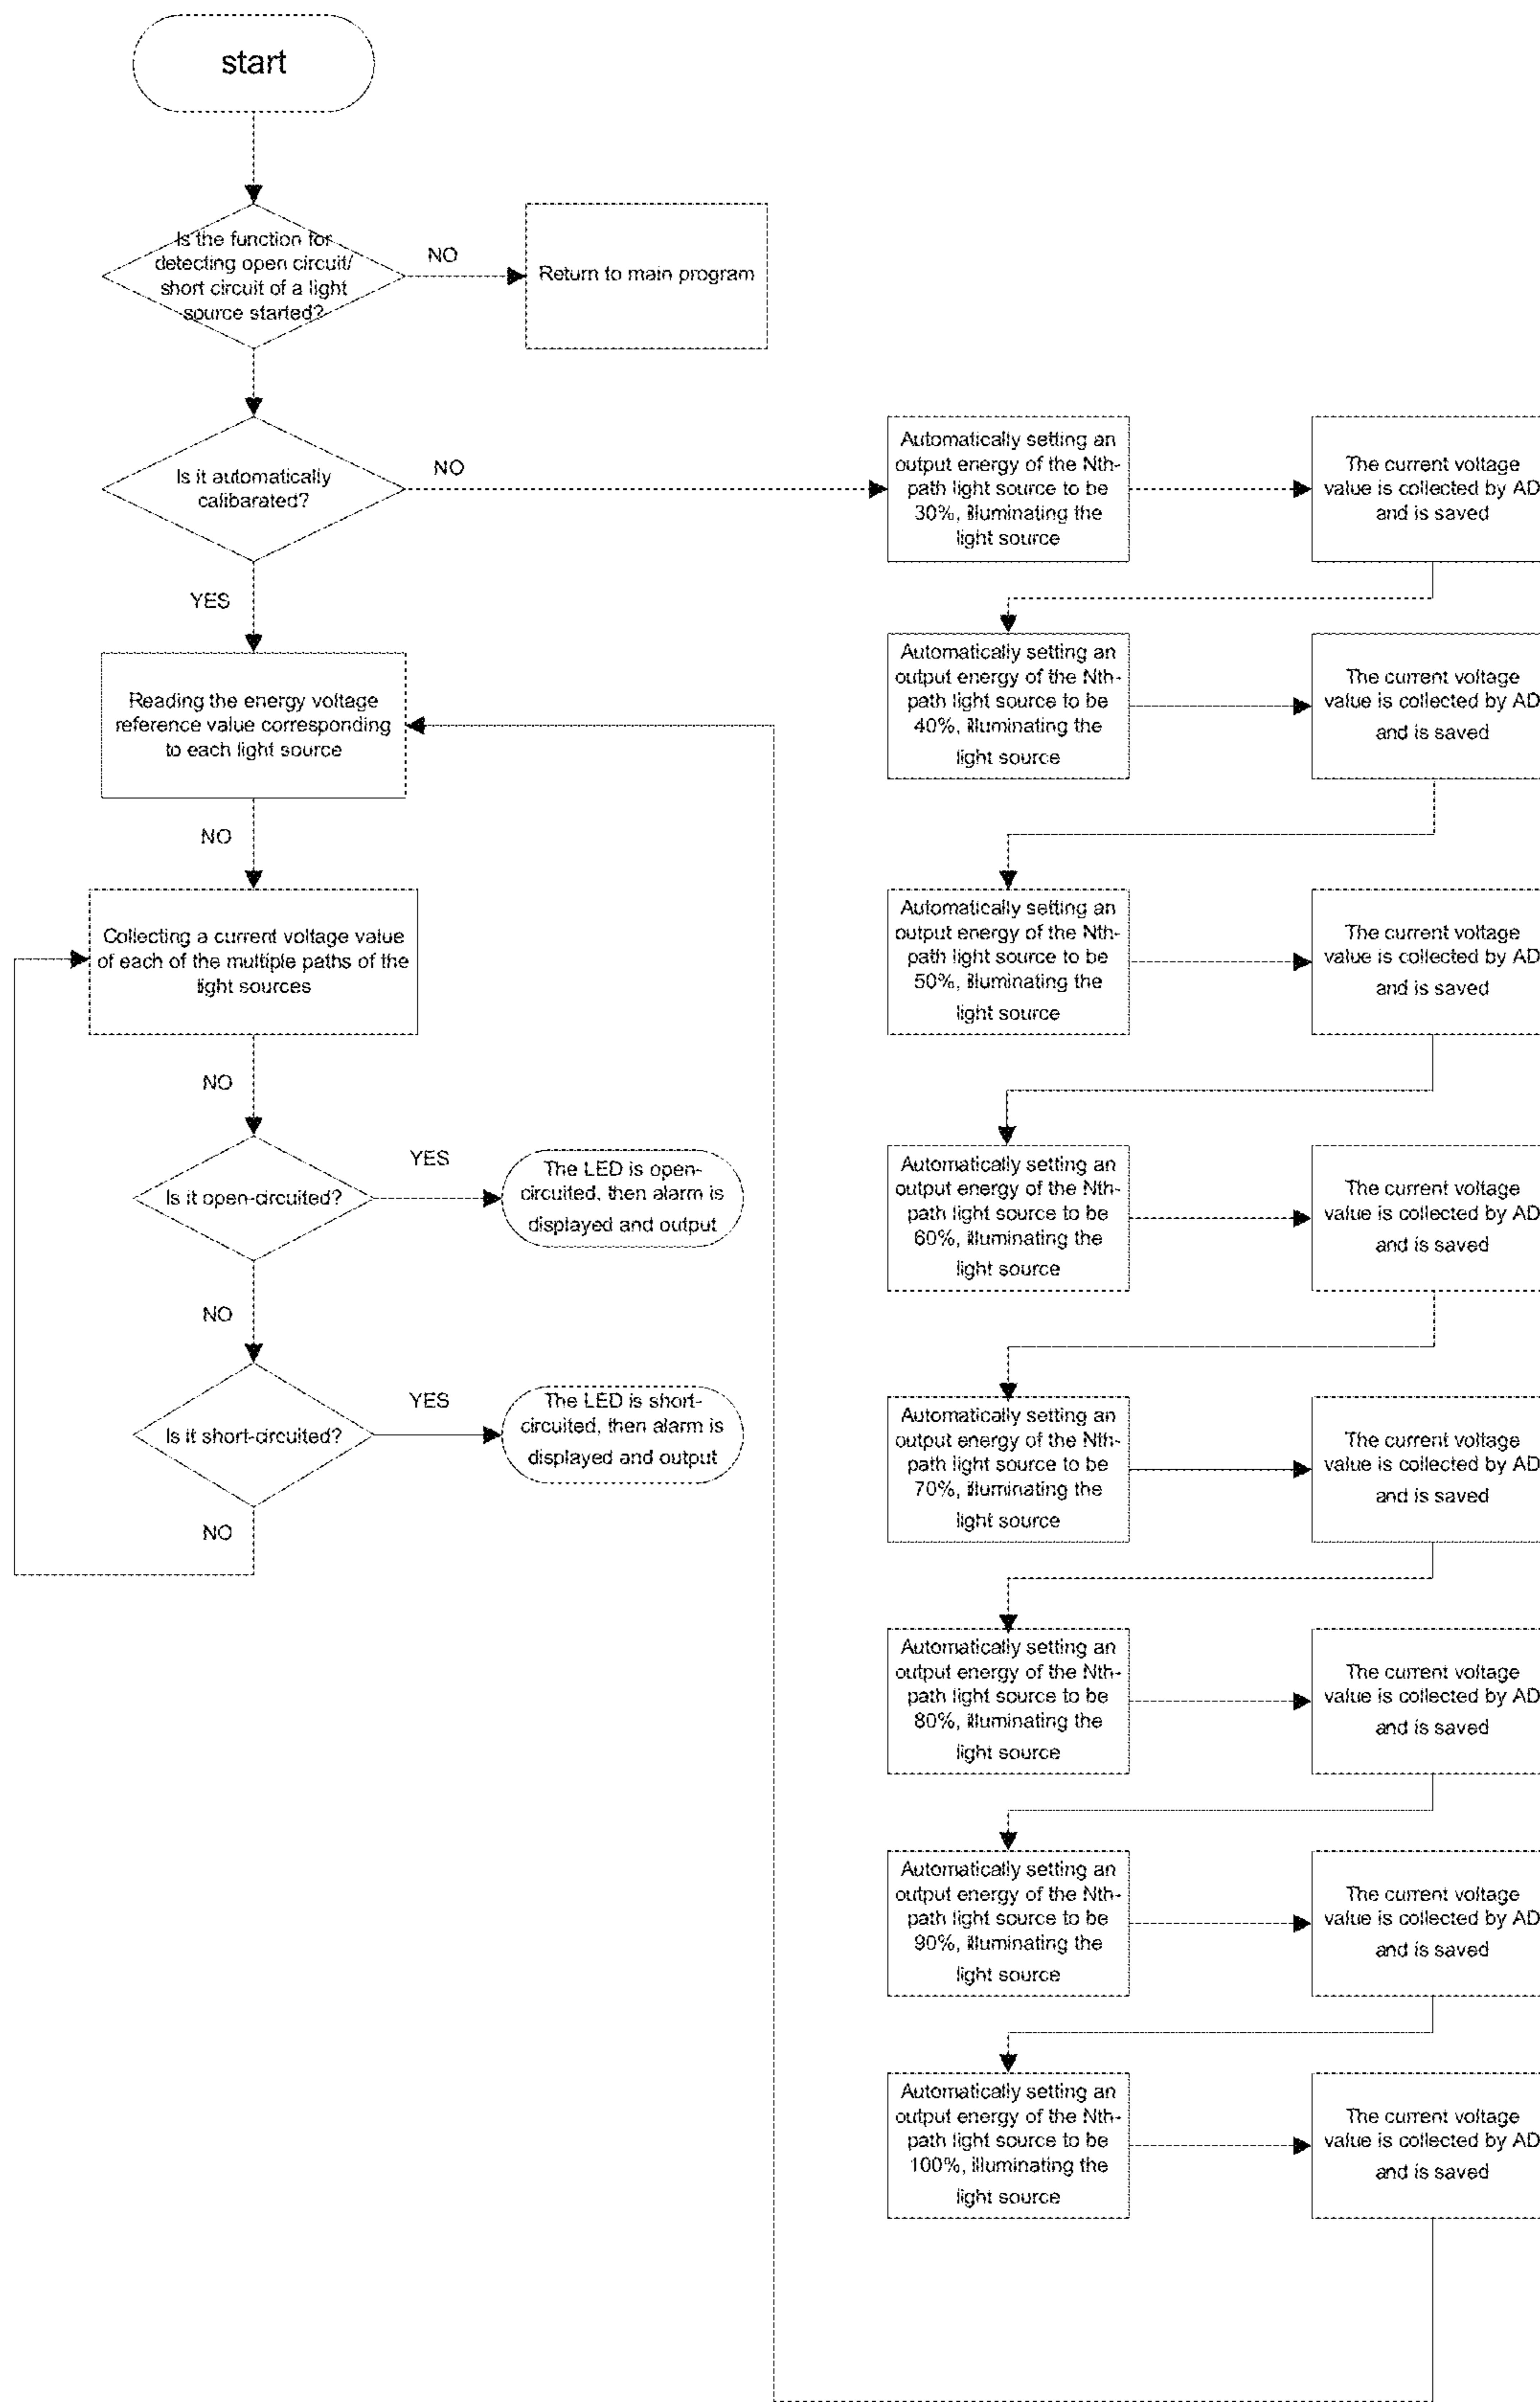 start
Is the function for
detecting open circuit/
short circuit of a light
source started?
NO
Return to main program
Is it automatically
calibarated?
NO
YES
Reading the energy voltage
reference value corresponding
to each light source
NO
Collecting a current voltage value
of each of the multiple paths of the
light sources
NO
Is it open-circuited?
YES
The LED is open-
circuited, then alarm is
displayed and output
NO
Is it short-circuited?
YES
The LED is short-
circuited, then alarm is
displayed and output
NO
Automatically setting an
output energy of the Nth-
path light source to be
30%, illuminating the
light source
The current voltage
value is collected by AD
and is saved
Automatically setting an
output energy of the Nth-
path light source to be
40%, illuminating the
light source
The current voltage
value is collected by AD
and is saved
Automatically setting an
output energy of the Nth-
path light source to be
50%, illuminating the
light source
The current voltage
value is collected by AD
and is saved
Automatically setting an
output energy of the Nth-
path light source to be
60%, illuminating the
light source
The current voltage
value is collected by AD
and is saved
Automatically setting an
output energy of the Nth-
path light source to be
70%, illuminating the
light source
The current voltage
value is collected by AD
and is saved
Automatically setting an
output energy of the Nth-
path light source to be
80%, illuminating the
light source
The current voltage
value is collected by AD
and is saved
Automatically setting an
output energy of the Nth-
path light source to be
90%, illuminating the
light source
The current voltage
value is collected by AD
and is saved
Automatically setting an
output energy of the Nth-
path light source to be
100%, illuminating the
light source
The current voltage
value is collected by AD
and is saved